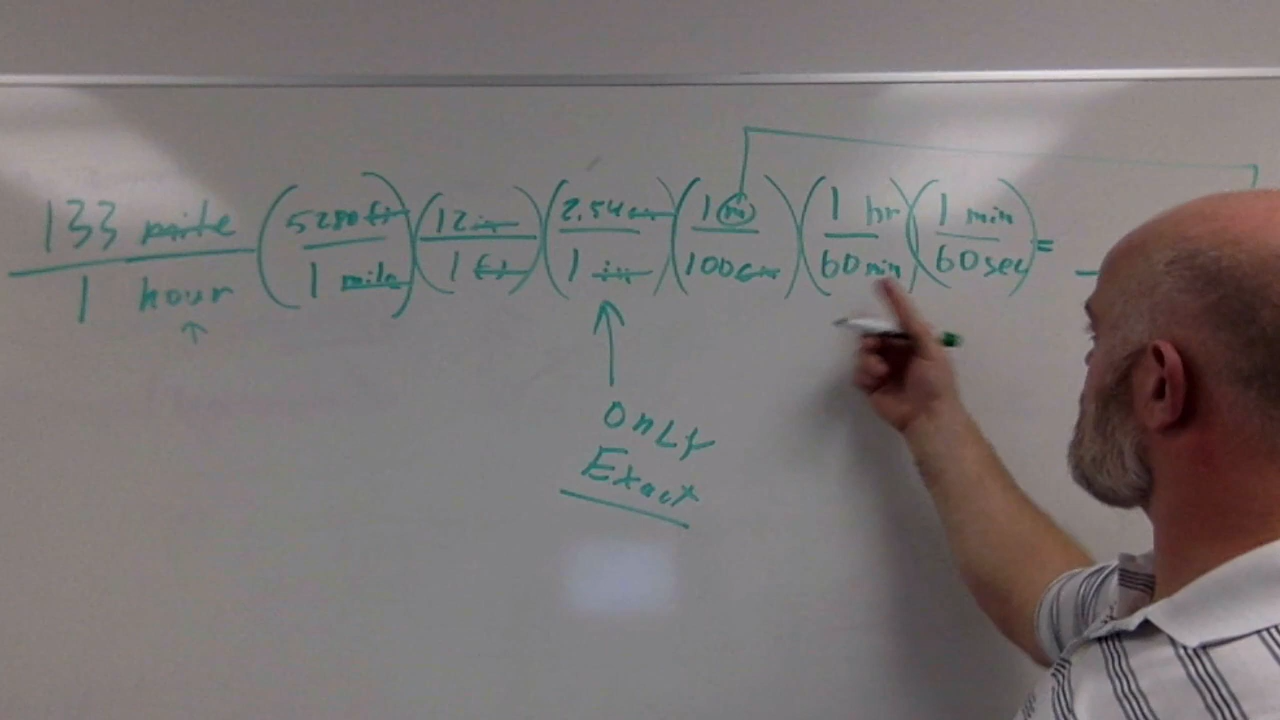 133 mile (5280 ft) (12 in) (2.54 cm) (1 m) (1 hr) (1 min) =
1 hour (1 mile) (1 ft) (1 in) (100 cm) (60 min) (60 sec)
only
Exact